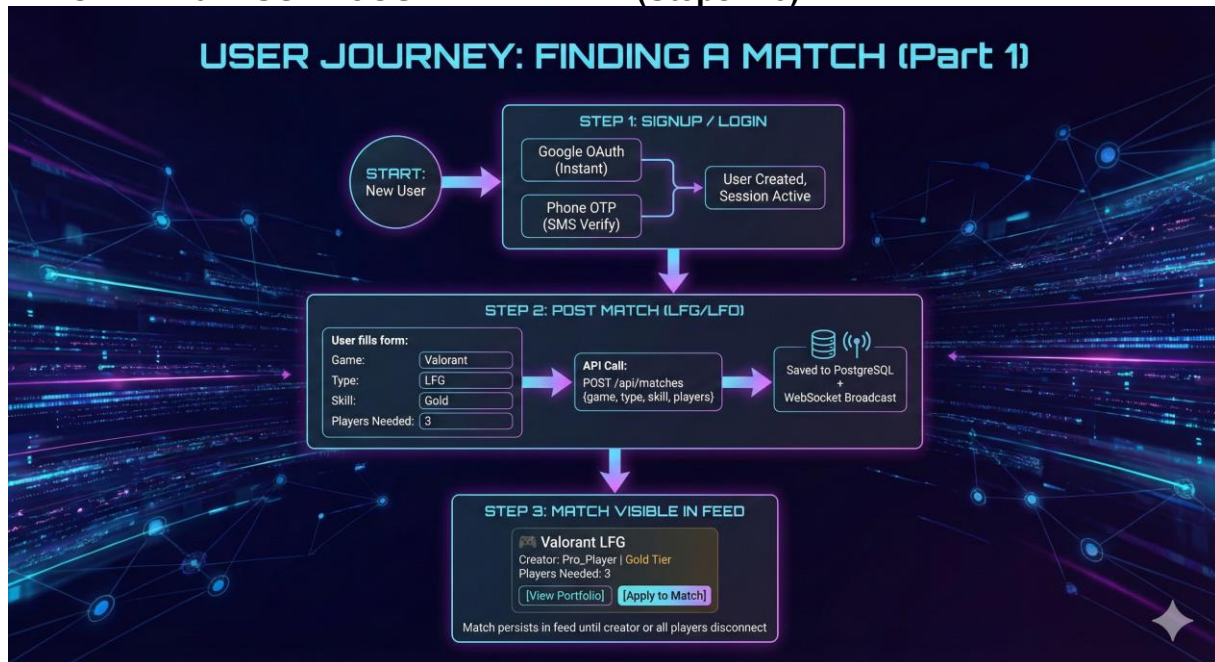 USER JOURNEY: FINDING A MATCH (Part 1)
START:
New User
STEP 1: SIGNUP / LOGIN
Google OAuth
(Instant)
Phone OTP
(SMS Verify)
User Created,
Session Active
STEP 2: POST MATCH (LFG/LFO)
User fills form:
Game: Valorant
Type: LFG
Skill: Gold
Players Needed: 3
API Call:
POST /api/matches
{game, type, skill, players}
Saved to PostgreSQL
+
WebSocket Broadcast
STEP 3: MATCH VISIBLE IN FEED
Valorant LFG
Creator: Pro_Player | Gold Tier
Players Needed: 3
[View Portfolio] [Apply to Match]
Match persists in feed until creator or all players disconnect